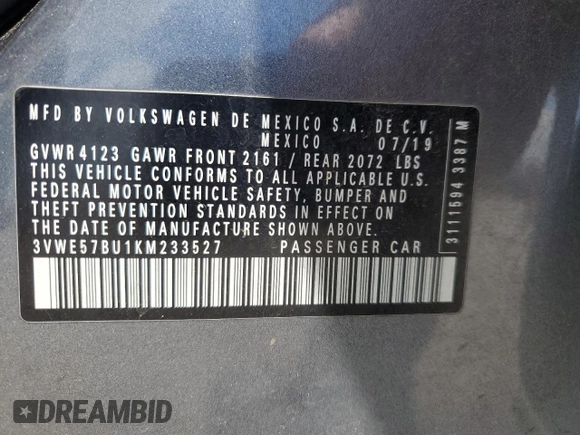 MFD BY VOLKSWAGEN DE MEXICO S.A. DE C.V.
MEXICO 07/19
GVWR 4123 GAWR FRONT 2161 / REAR 2072 LBS
THIS VEHICLE CONFORMS TO ALL APPLICABLE U.S.
FEDERAL MOTOR VEHICLE SAFETY, BUMPER AND
THEFT PREVENTION STANDARDS IN EFFECT ON
THE DATE OF MANUFACTURE SHOWN ABOVE.
3VWE57BU1KM233527 PASSENGER CAR
3111594 3387 M
DREAMBID